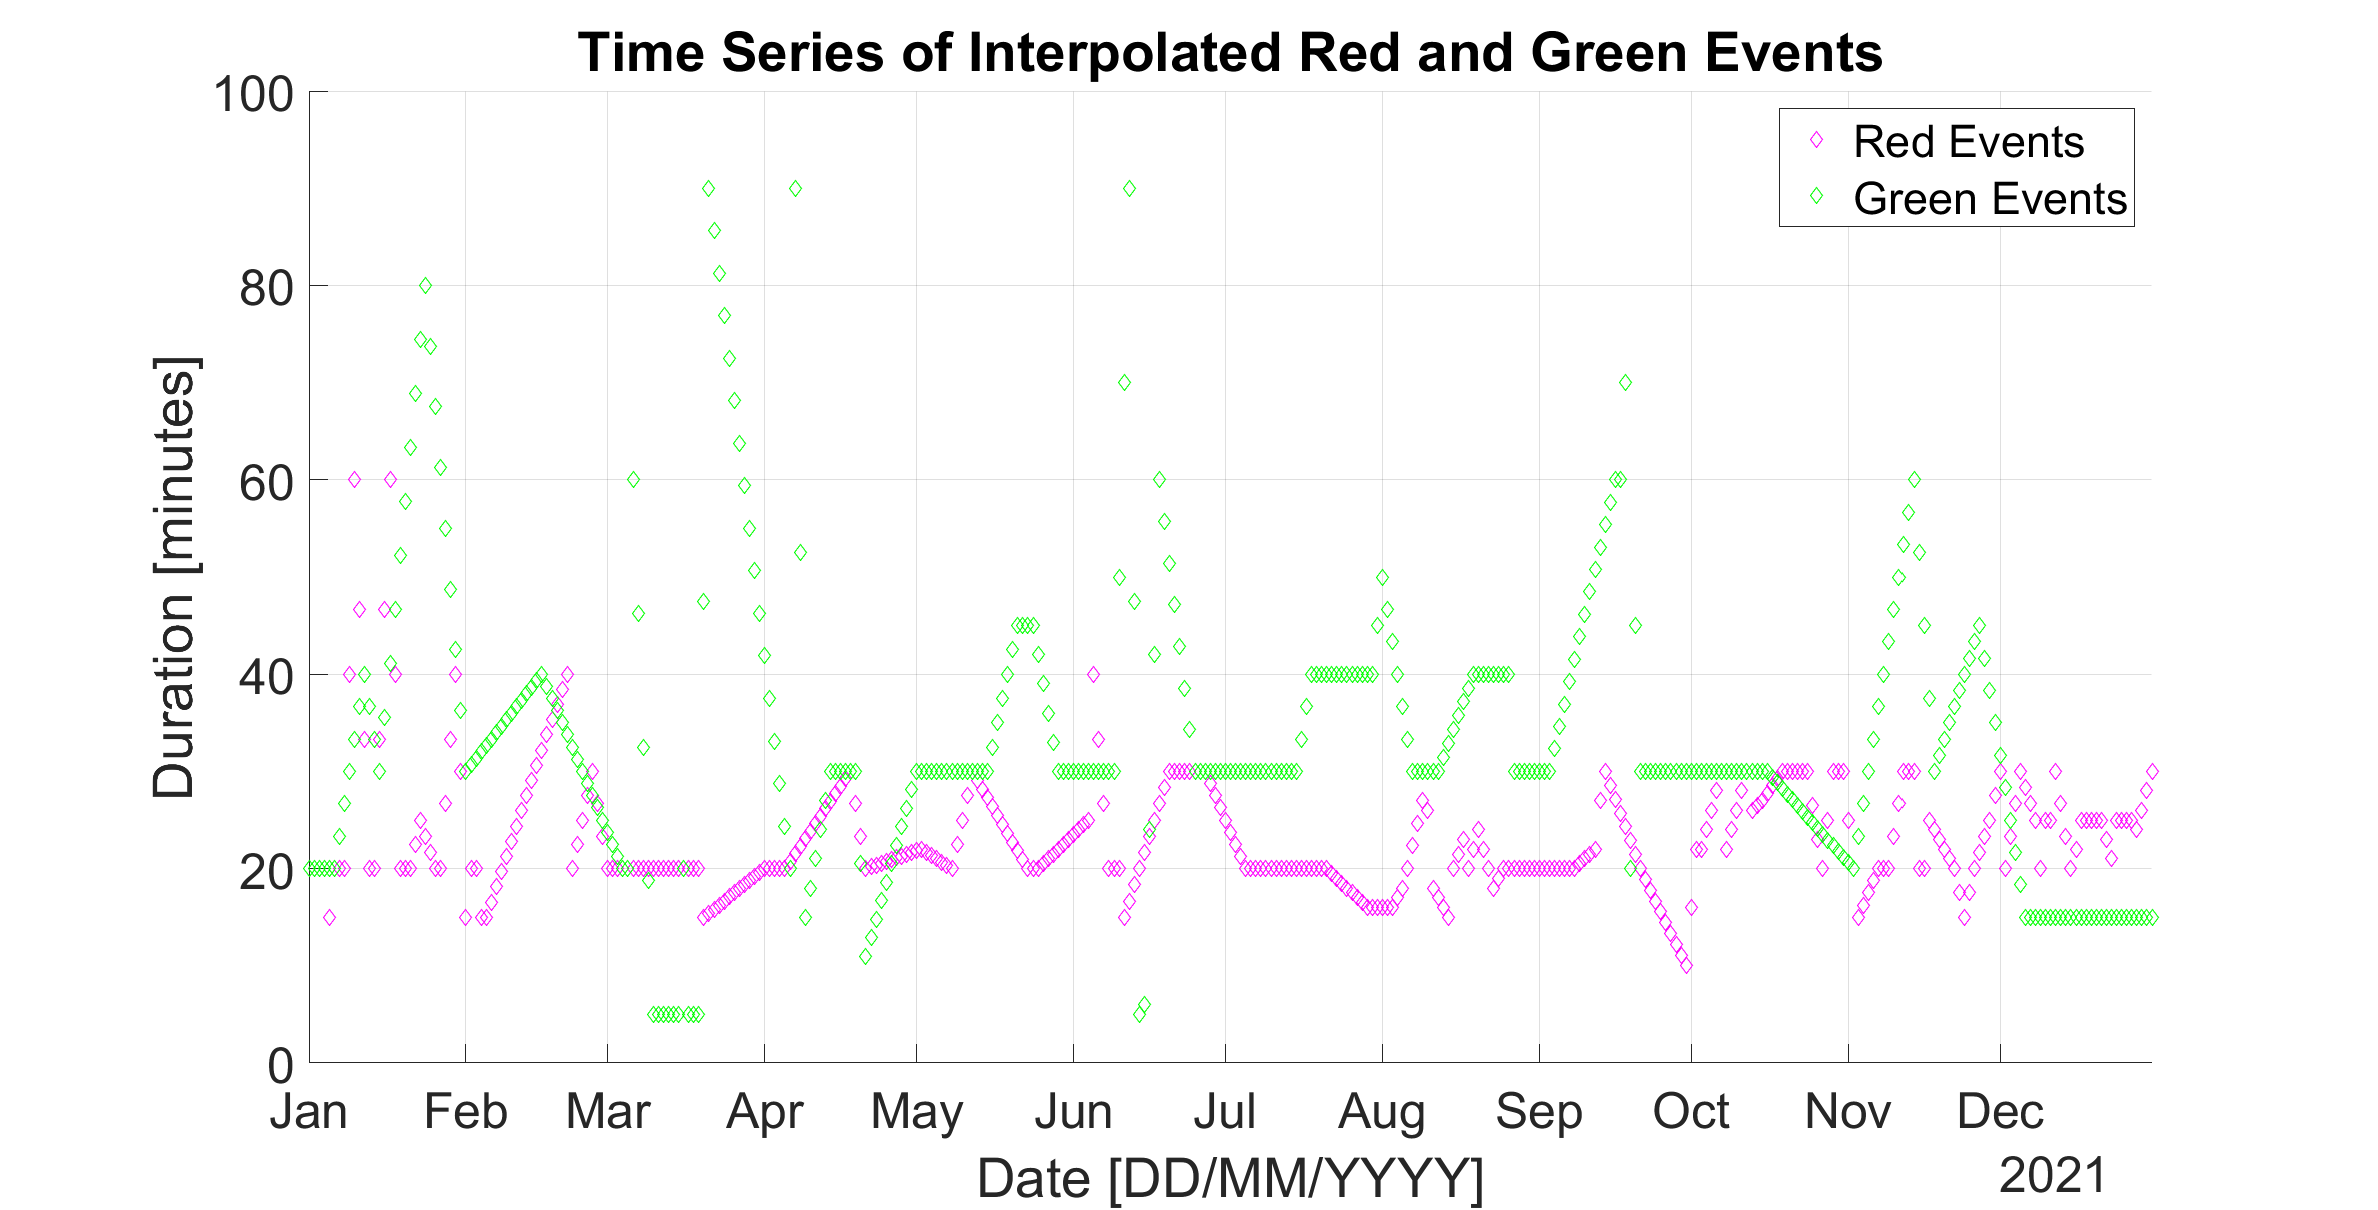 Time Series of Interpolated Red and Green Events
100
80
60
40
20
0
Duration [minutes]
Red Events
Green Events
Jan Feb Mar Apr May Jun Jul Aug Sep Oct Nov Dec
Date [DD/MM/YYYY]
2021